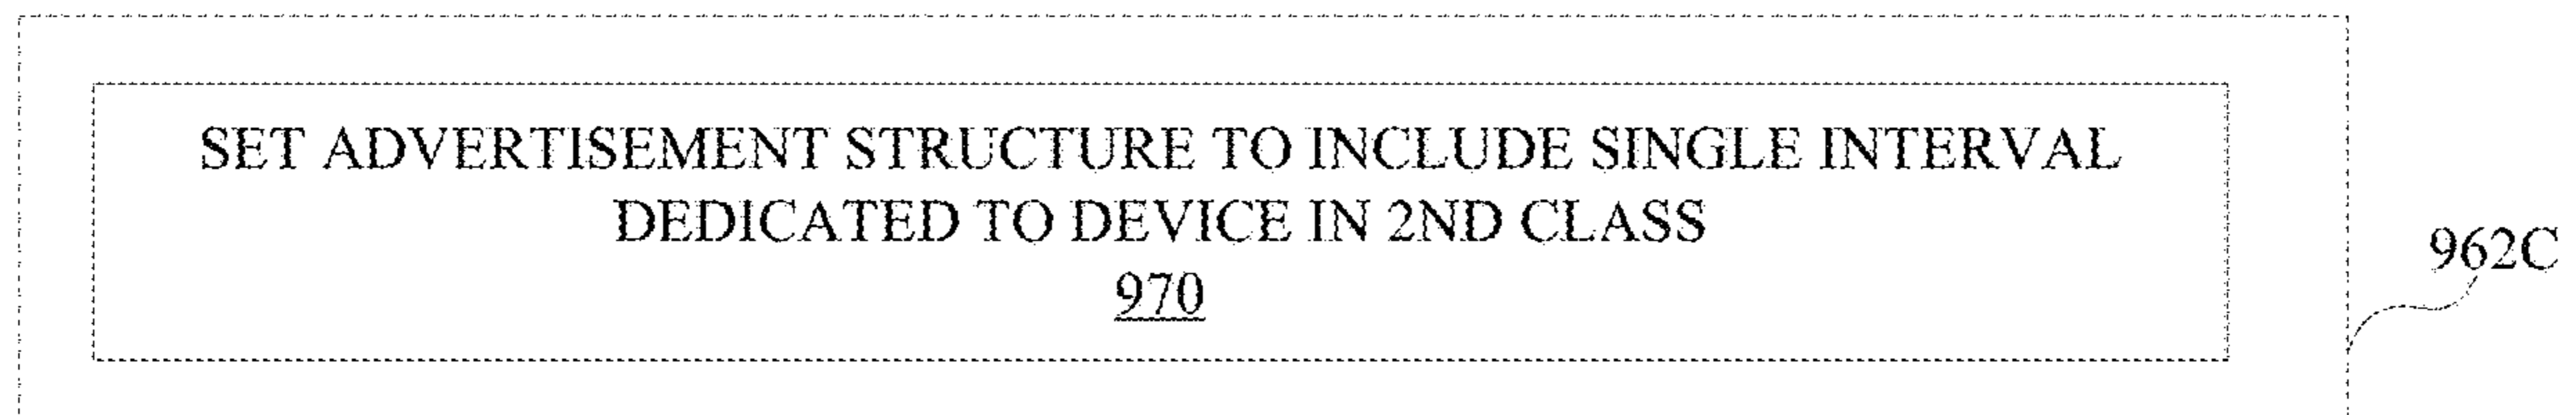 SET ADVERTISEMENT STRUCTURE TO INCLUDE SINGLE INTERVAL
DEDICATED TO DEVICE IN 2ND CLASS
970
962C